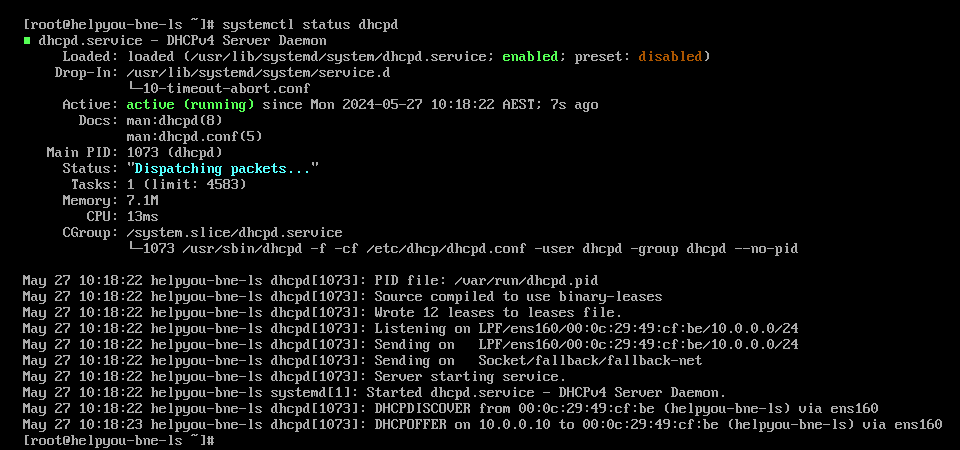 [root@helpyou-bne-ls ~]# systemctl status dhcpd
■ dhcpd.service - DHCPv4 Server Daemon
     Loaded: loaded (/usr/lib/systemd/system/dhcpd.service; enabled; preset: disabled)
    Drop-In: /usr/lib/systemd/system/service.d
             └─10-timeout-abort.conf
     Active: active (running) since Mon 2024-05-27 10:18:22 AEST; 7s ago
       Docs: man:dhcpd(8)
             man:dhcpd.conf(5)
   Main PID: 1073 (dhcpd)
     Status: "Dispatching packets..."
      Tasks: 1 (limit: 4583)
     Memory: 7.1M
        CPU: 13ms
     CGroup: /system.slice/dhcpd.service
             └─1073 /usr/sbin/dhcpd -f -cf /etc/dhcp/dhcpd.conf -user dhcpd -group dhcpd --no-pid

May 27 10:18:22 helpyou-bne-ls dhcpd[1073]: PID file: /var/run/dhcpd.pid
May 27 10:18:22 helpyou-bne-ls dhcpd[1073]: Source compiled to use binary-leases
May 27 10:18:22 helpyou-bne-ls dhcpd[1073]: Wrote 12 leases to leases file.
May 27 10:18:22 helpyou-bne-ls dhcpd[1073]: Listening on LPF/ens160/00:0c:29:49:cf:be/10.0.0.0/24
May 27 10:18:22 helpyou-bne-ls dhcpd[1073]: Sending on   LPF/ens160/00:0c:29:49:cf:be/10.0.0.0/24
May 27 10:18:22 helpyou-bne-ls dhcpd[1073]: Sending on   Socket/fallback/fallback-net
May 27 10:18:22 helpyou-bne-ls dhcpd[1073]: Server starting service.
May 27 10:18:22 helpyou-bne-ls systemd[1]: Started dhcpd.service - DHCPv4 Server Daemon.
May 27 10:18:22 helpyou-bne-ls dhcpd[1073]: DHCPDISCOVER from 00:0c:29:49:cf:be (helpyou-bne-ls) via ens160
May 27 10:18:23 helpyou-bne-ls dhcpd[1073]: DHCPOFFER on 10.0.0.10 to 00:0c:29:49:cf:be (helpyou-bne-ls) via ens160
[root@helpyou-bne-ls ~]#